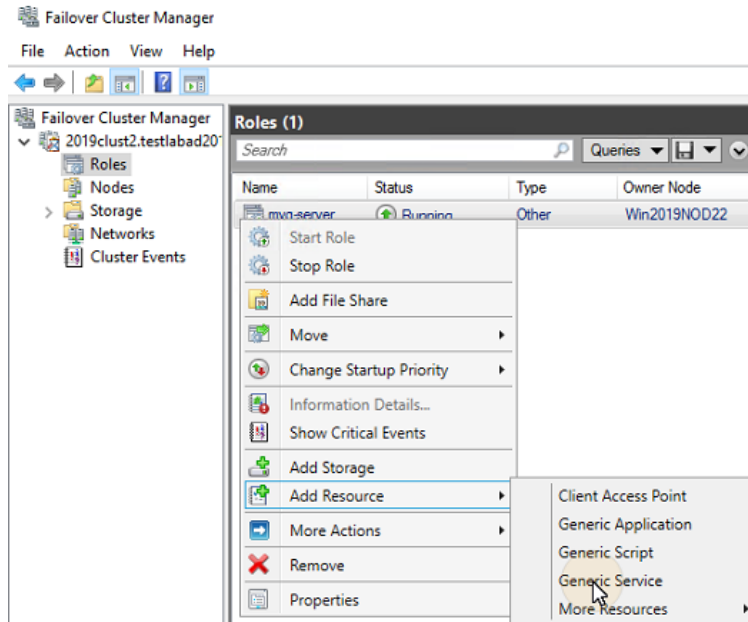 Failover Cluster Manager
File Action View Help
Failover Cluster Manager
2019clust2.testlabad20
Roles
Nodes
Storage
Networks
Cluster Events
Roles (1)
Search
Queries
Name Status Type Owner Node
mvg-server Running Other Win2019NOD22
Start Role
Stop Role
Add File Share
Move
Change Startup Priority
Information Details...
Show Critical Events
Add Storage
Add Resource
More Actions
Remove
Properties
Client Access Point
Generic Application
Generic Script
Generic Service
More Resources